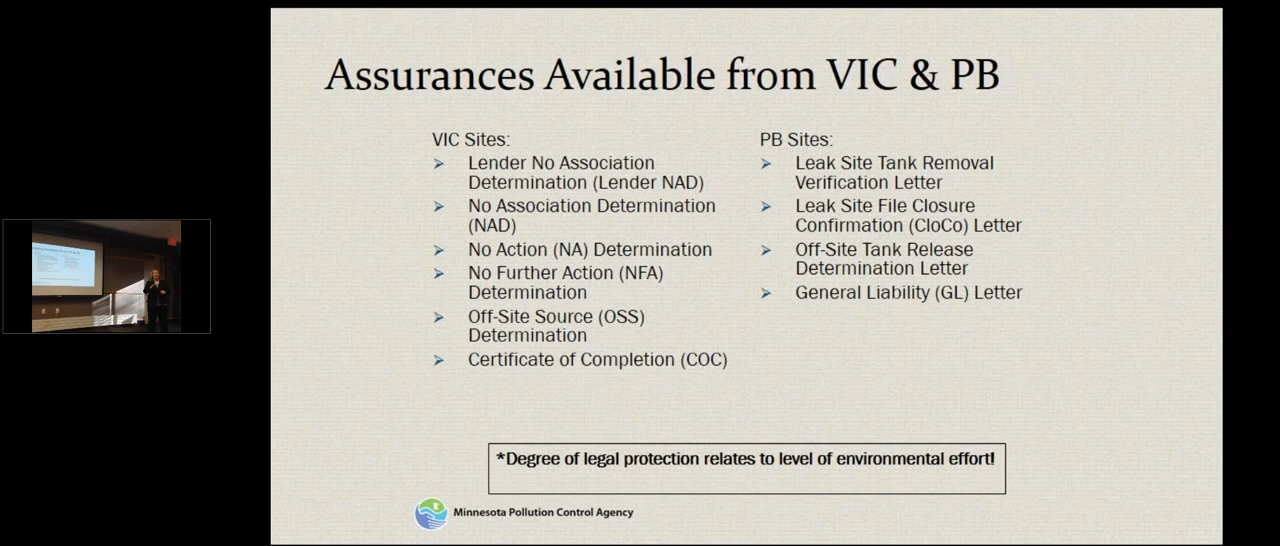 Assurances Available from VIC & PB
VIC Sites:
Lender No Association
Determination (Lender NAD)
No Association Determination
(NAD)
No Action (NA) Determination
No Further Action (NFA)
Determination
Off-Site Source (OSS)
Determination
Certificate of Completion (COC)
PB Sites:
Leak Site Tank Removal
Verification Letter
Leak Site File Closure
Confirmation (CloCo) Letter
Off-Site Tank Release
Determination Letter
General Liability (GL) Letter
*Degree of legal protection relates to level of environmental effort!
Minnesota Pollution Control Agency